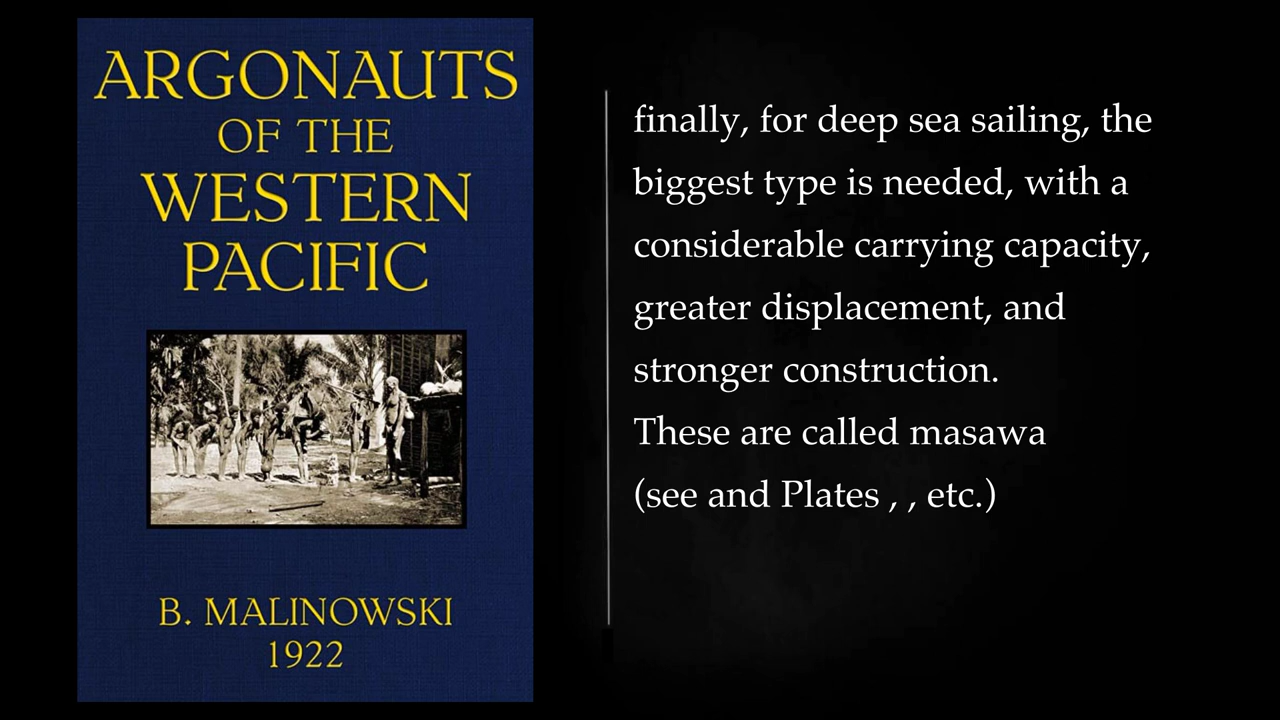 ARGONAUTS
OF THE
WESTERN
PACIFIC
B. MALINOWSKI
1922
finally, for deep sea sailing, the
biggest type is needed, with a
considerable carrying capacity,
greater displacement, and
stronger construction.
These are called masawa
(see and Plates , , etc.)